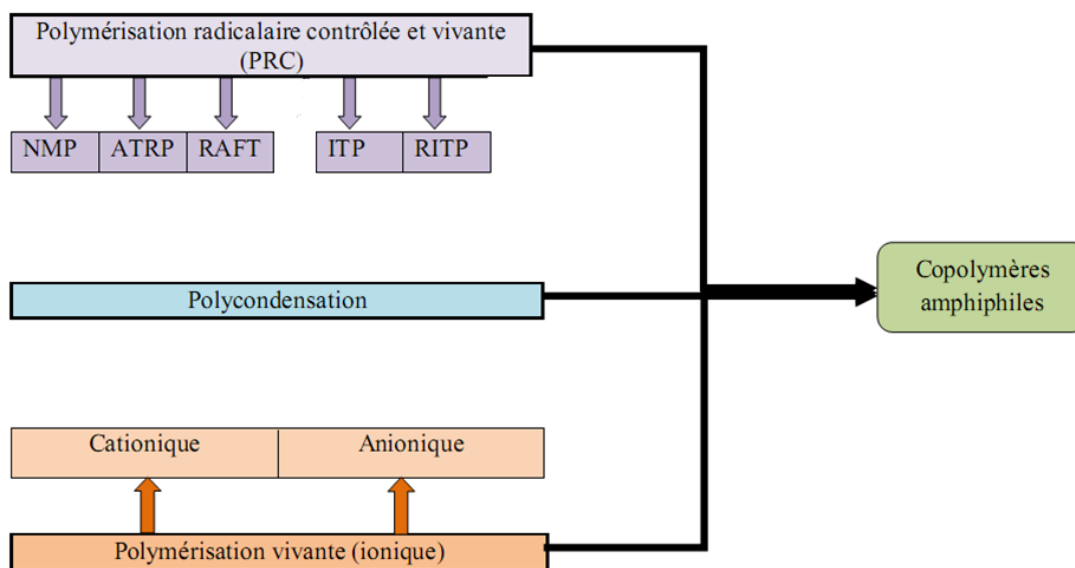 Polymérisation radicalaire contrôlée et vivante
(PRC)
NMP ATRP RAFT ITP RITP
Polycondensation
Copolymères
amphiphiles
Cationique Anionique
Polymérisation vivante (ionique)